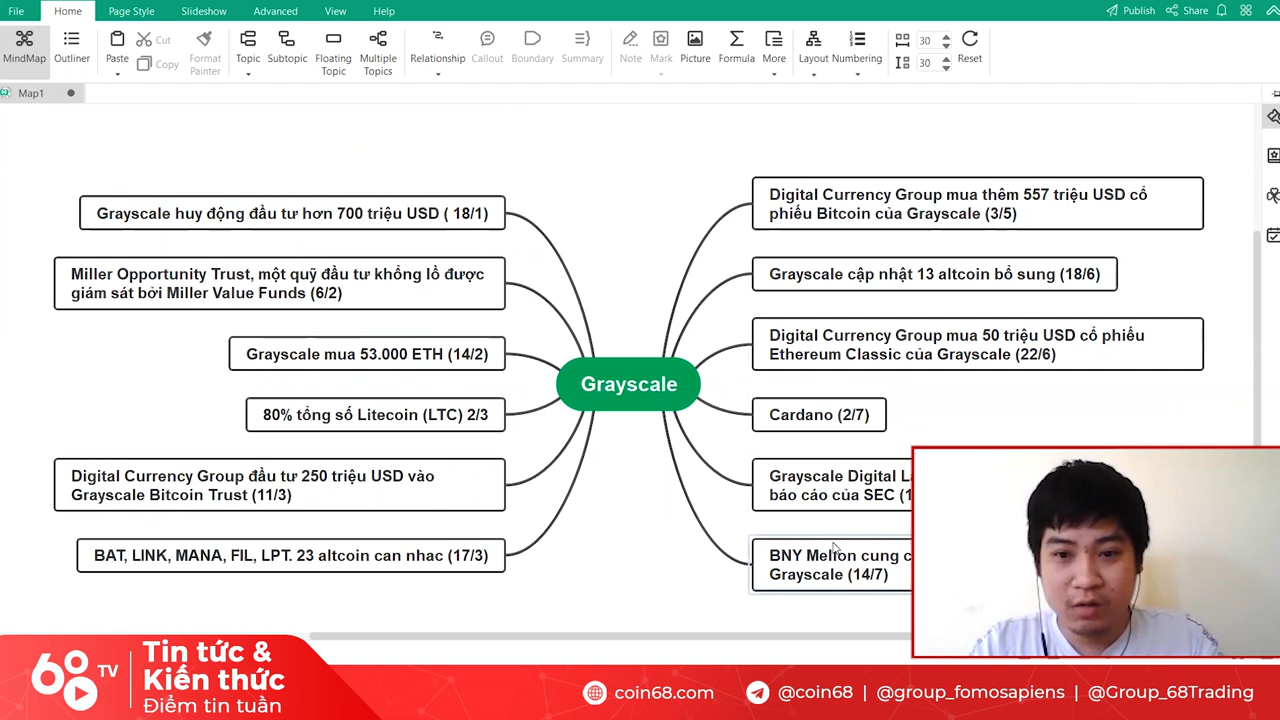 File Home Page Style Slideshow Advanced View Help Publish Share
MindMap Outliner Paste Cut Copy Format Painter Topic Subtopic Floating Topic Multiple Topics Relationship Callout Boundary Summary Note Mark Picture Formula More Layout Numbering 30 30 Reset
Map1
Grayscale huy động đầu tư hơn 700 triệu USD ( 18/1)
Miller Opportunity Trust, một quỹ đầu tư khổng lồ được
giám sát bởi Miller Value Funds (6/2)
Grayscale mua 53.000 ETH (14/2)
80% tổng số Litecoin (LTC) 2/3
Digital Currency Group đầu tư 250 triệu USD vào
Grayscale Bitcoin Trust (11/3)
BAT, LINK, MANA, FIL, LPT. 23 altcoin can nhac (17/3)
Grayscale
Digital Currency Group mua thêm 557 triệu USD cổ
phiếu Bitcoin của Grayscale (3/5)
Grayscale cập nhật 13 altcoin bổ sung (18/6)
Digital Currency Group mua 50 triệu USD cổ phiếu
Ethereum Classic của Grayscale (22/6)
Cardano (2/7)
Grayscale Digital
báo cáo của SEC
BNY Mellon cung
Grayscale (14/7)
68 TV
Tin tức &
Kiến thức
Điểm tin tuần
coin68.com @coin68 | @group_fomosapiens | @Group_68Trading